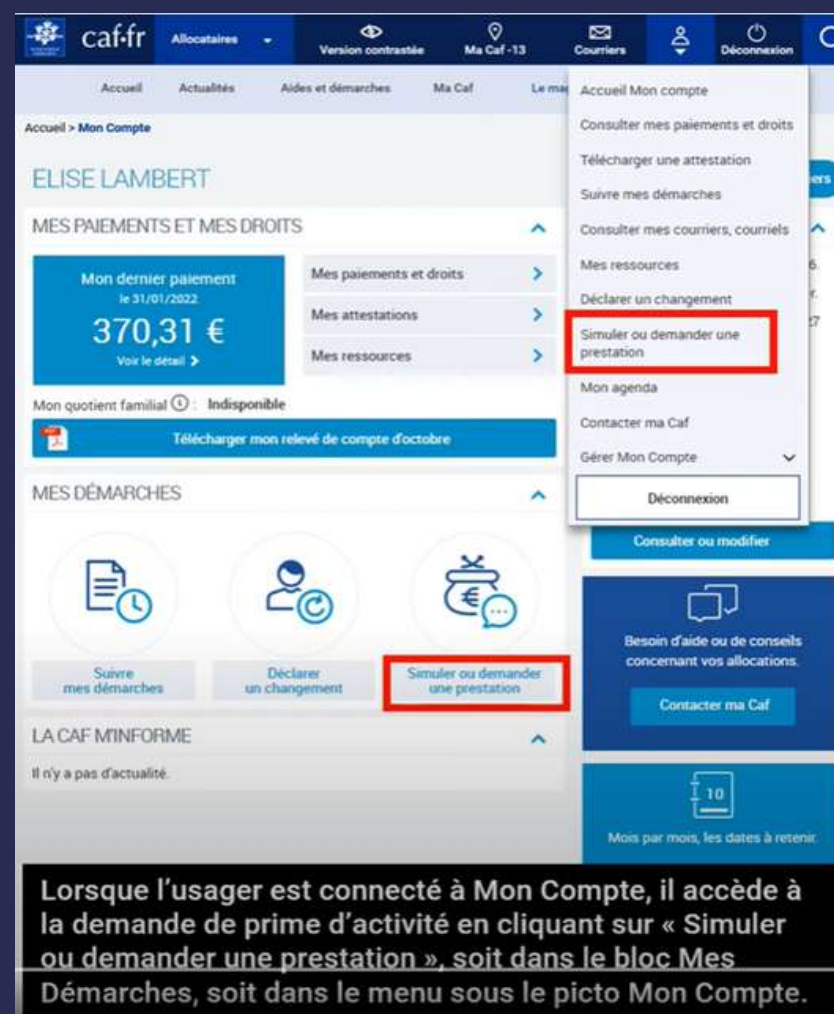 caf.fr
Allocataires
Version contrastée
Ma Caf -13
Courriers
Déconnexion
Accueil
Actualités
Aides et démarches
Ma Caf
Accueil > Mon Compte
ELISE LAMBERT
MES PAIEMENTS ET MES DROITS
Mon dernier paiement
le 31/01/2022
370,31 €
Voir le détail
Mes paiements et droits
Mes attestations
Mes ressources
Mon quotient familial i : Indisponible
Télécharger mon relevé de compte d'octobre
MES DÉMARCHES
Suivre
mes démarches
Déclarer
un changement
Simuler ou demander
une prestation
LA CAF M'INFORME
Il n'y a pas d'actualité.
Accueil Mon compte
Consulter mes paiements et droits
Télécharger une attestation
Suivre mes démarches
Consulter mes courriers, courriels
Mes ressources
Déclarer un changement
Simuler ou demander une
prestation
Mon agenda
Contacter ma Caf
Gérer Mon Compte
Déconnexion
Consulter ou modifier
Besoin d'aide ou de conseils
concernant vos allocations.
Contacter ma Caf
10
Mois par mois, les dates à retenir.
Lorsque l'usager est connecté à Mon Compte, il accède à
la demande de prime d'activité en cliquant sur « Simuler
ou demander une prestation », soit dans le bloc Mes
Démarches, soit dans le menu sous le picto Mon Compte.